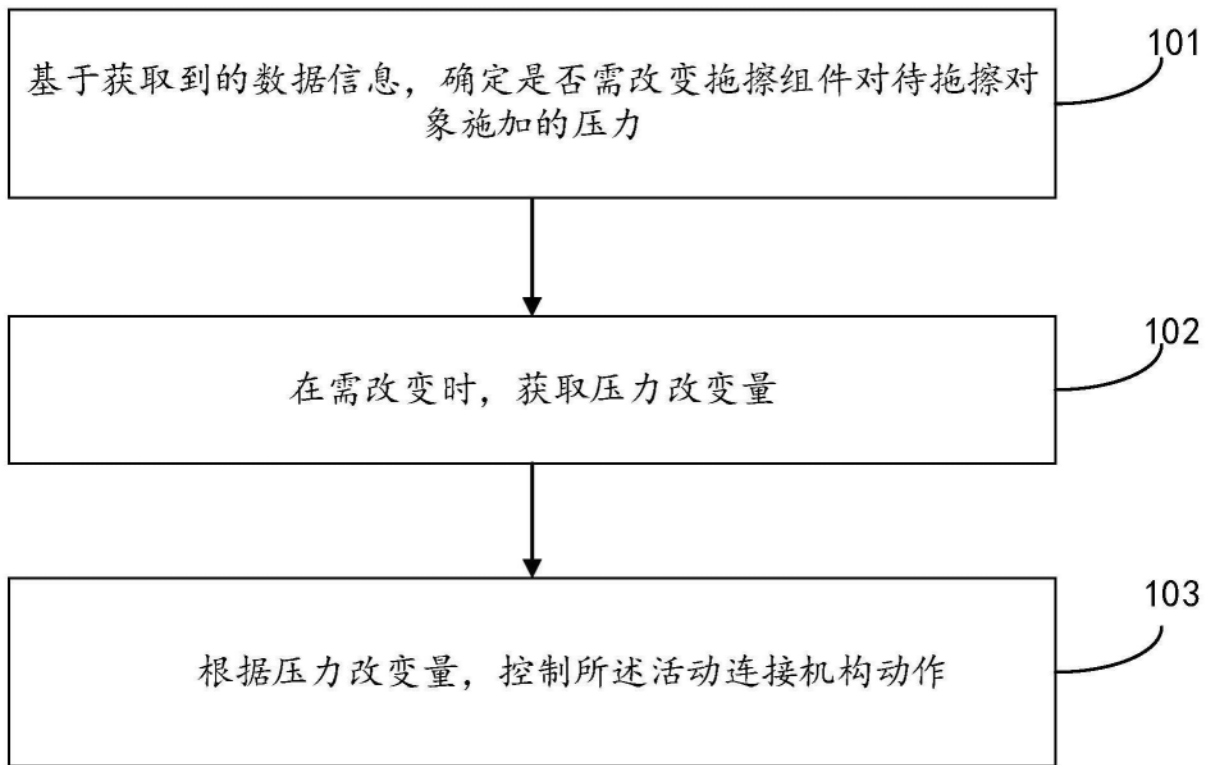 101
基于获取到的数据信息，确定是否需改变拖擦组件对待拖擦对
象施加的压力
102
在需改变时，获取压力改变量
103
根据压力改变量，控制所述活动连接机构动作